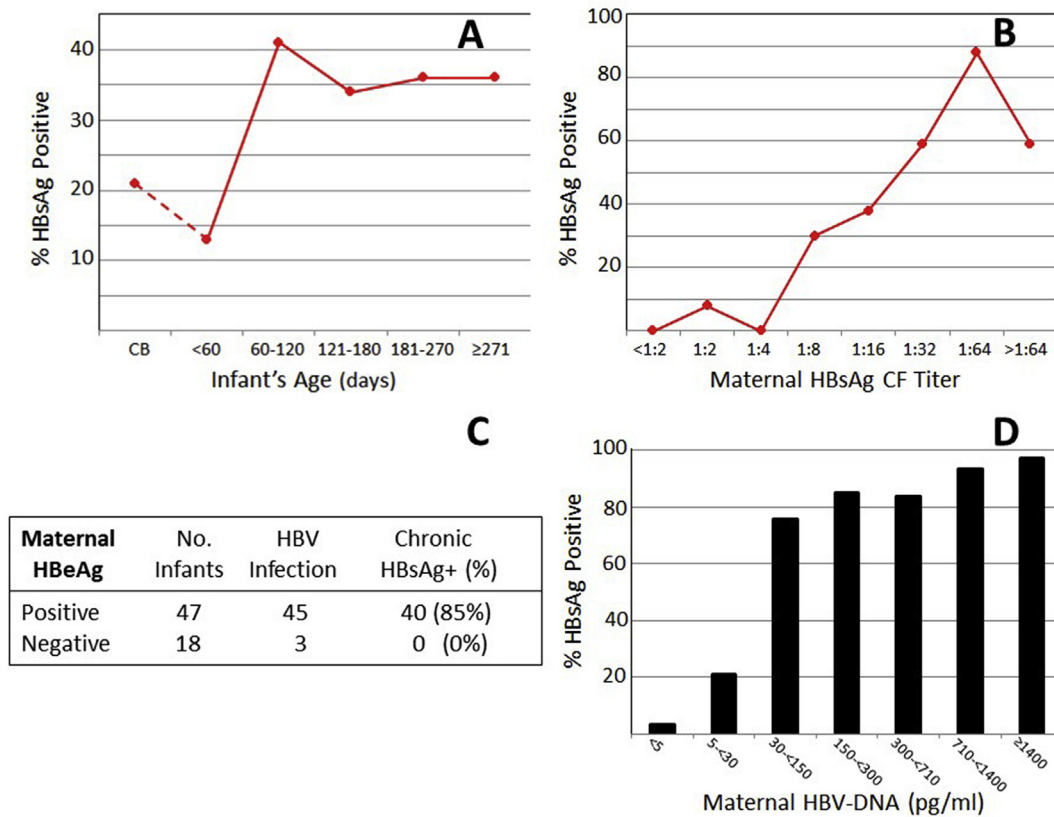 A
% HBsAg Positive
40
30
20
10
CB <60 60-120 121-180 181-270 ≥271
Infant's Age (days)
B
% HBsAg Positive
100
80
60
40
20
<1:2 1:2 1:4 1:8 1:16 1:32 1:64 >1:64
Maternal HBsAg CF Titer
C
Maternal No. HBV Chronic
HBeAg Infants Infection HBsAg+ (%)
Positive 47 45 40 (85%)
Negative 18 3 0 (0%)
D
% HBsAg Positive
100
80
60
40
20
<5 5-<30 30-<150 150-<300 300-<710 710-<1400 ≥1400
Maternal HBV-DNA (pg/ml)